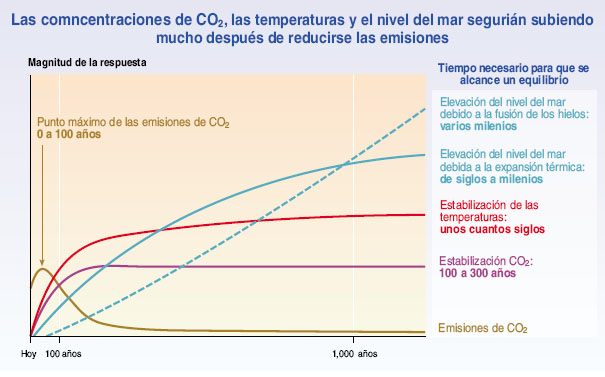 Las comncentraciones de CO₂, las temperaturas y el nivel del mar segurián subiendo
mucho después de reducirse las emisiones
Magnitud de la respuesta
Tiempo necesario para que se
alcance un equilibrio
Punto máximo de las emisiones de CO₂
0 a 100 años
Elevación del nivel del mar
debido a la fusión de los hielos:
varios milenios
Elevación del nivel del mar
debida a la expansión térmica:
de siglos a milenios
Estabilización de las
temperaturas:
unos cuantos siglos
Estabilización CO₂:
100 a 300 años
Emisiones de CO₂
Hoy 100 años 1,000 años